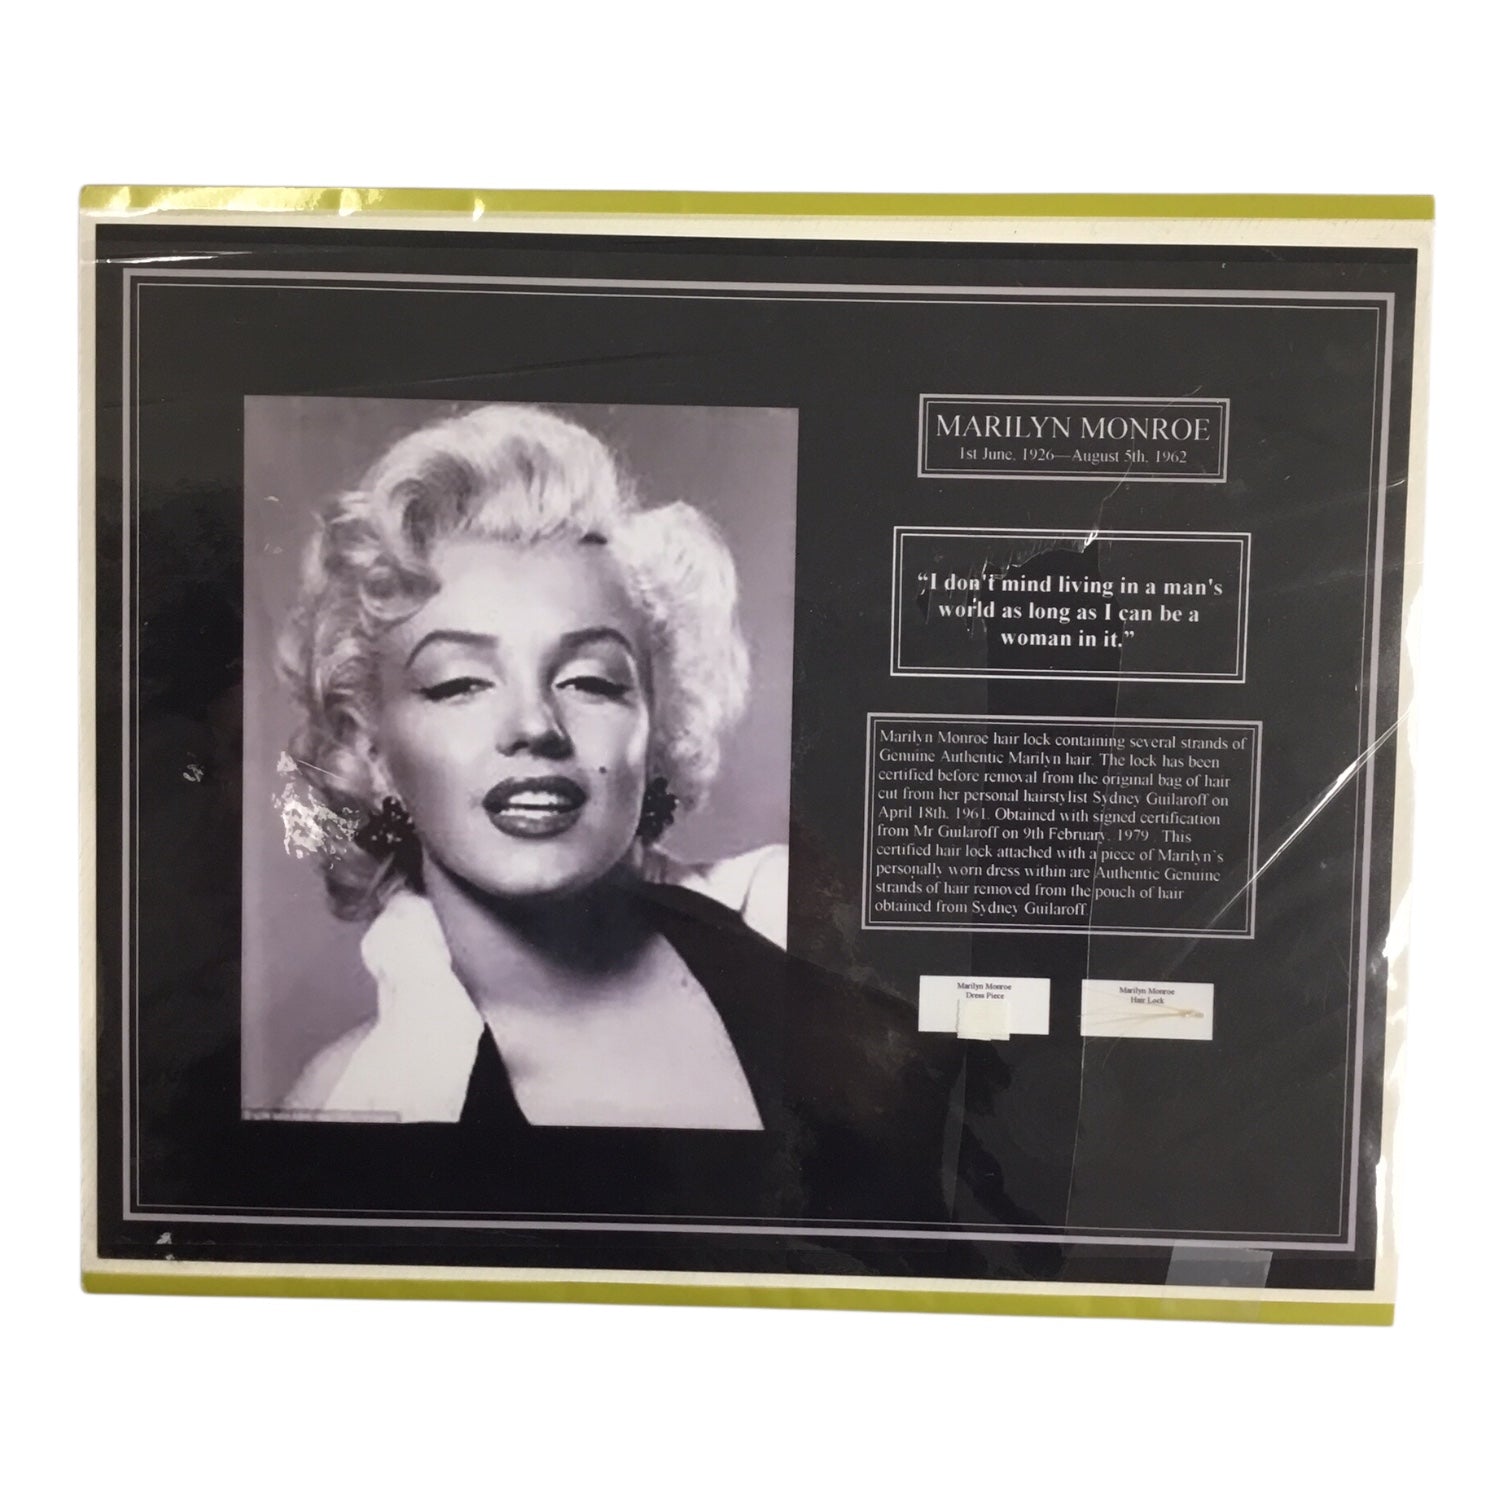 MARILYN MONROE
1st June, 1926—August 5th, 1962
“I don't mind living in a man's
world as long as I can be a
woman in it.”
Marilyn Monroe hair lock containing several strands of
Genuine Authentic Marilyn hair. The lock has been
certified before removal from the original bag of hair
cut from her personal hairstylist Sydney Guilaroff on
April 18th, 1961. Obtained with signed certification
from Mr Guilaroff on 9th February, 1979. This
certified hair lock attached with a piece of Marilyn`s
personally worn dress within are Authentic Genuine
strands of hair removed from the pouch of hair
obtained from Sydney Guilaroff
Marilyn Monroe
Dress Piece
Marilyn Monroe
Hair Lock